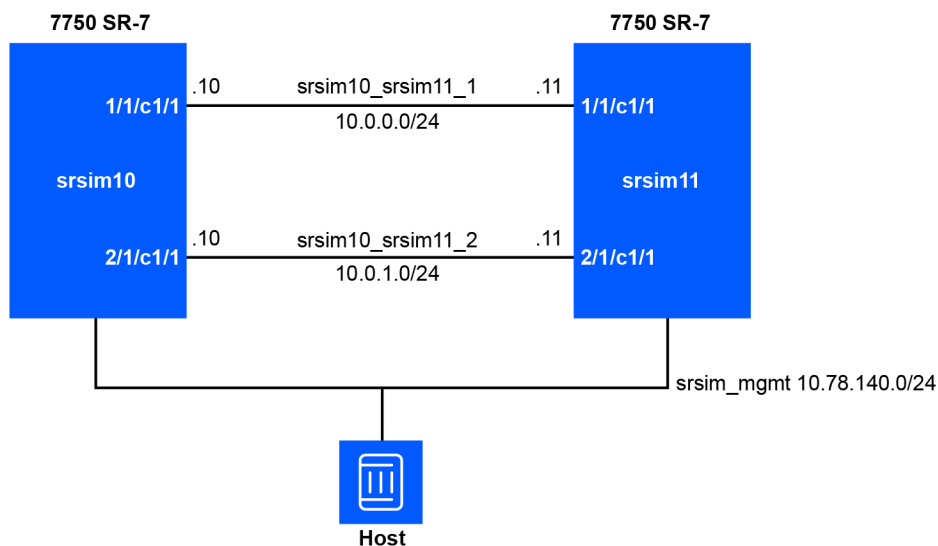 7750 SR-7
7750 SR-7
.10
srsim10_srsim11_1
.11
1/1/c1/1
10.0.0.0/24
1/1/c1/1
srsim10
srsim11
.10
srsim10_srsim11_2
.11
2/1/c1/1
10.0.1.0/24
2/1/c1/1
srsim_mgmt 10.78.140.0/24
Host